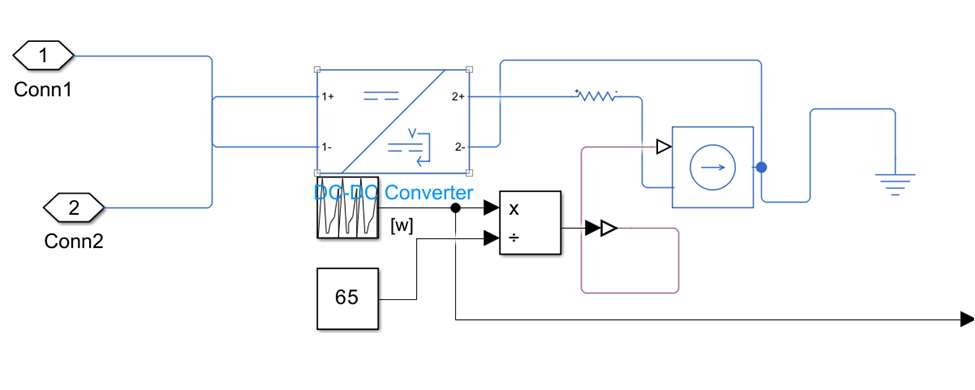 1
Conn1
2
Conn2
1+
1-
2+
2-
V
+
-
DC-DC Converter
[w]
x
÷
65